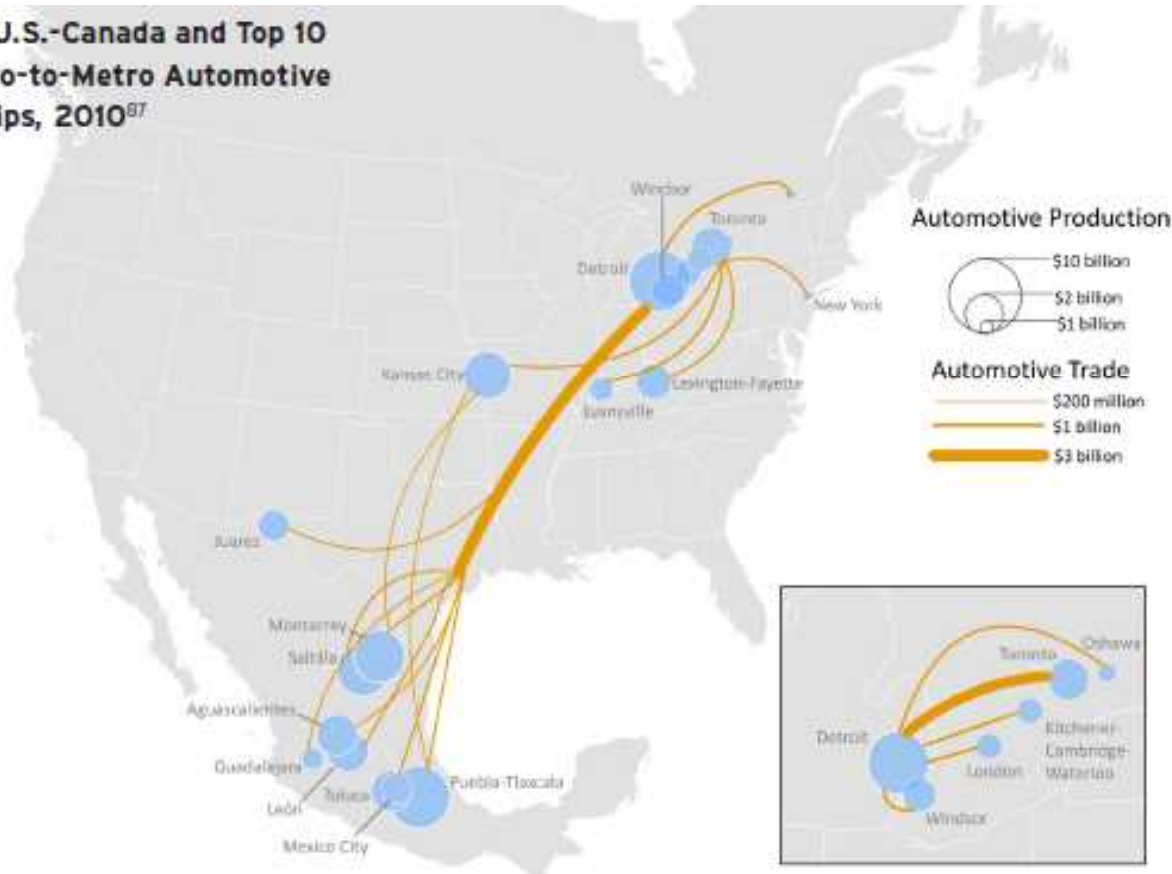 U.S.-Canada and Top 10
o-to-Metro Automotive
ips, 2010⁸⁷
Windsor
Toronto
Detroit
New York
Kansas City
Lexington-Fayette
Juarez
Monterrey
Saltillo
Aguascalientes
Guadalajara
León
Toluca
Mexico City
Puebla-Tlaxcala
Automotive Production
$10 billion
$2 billion
$1 billion
Automotive Trade
$200 million
$1 billion
$3 billion
Oshawa
Toronto
Detroit
Kitchener-
Cambridge-
Waterloo
London
Windsor